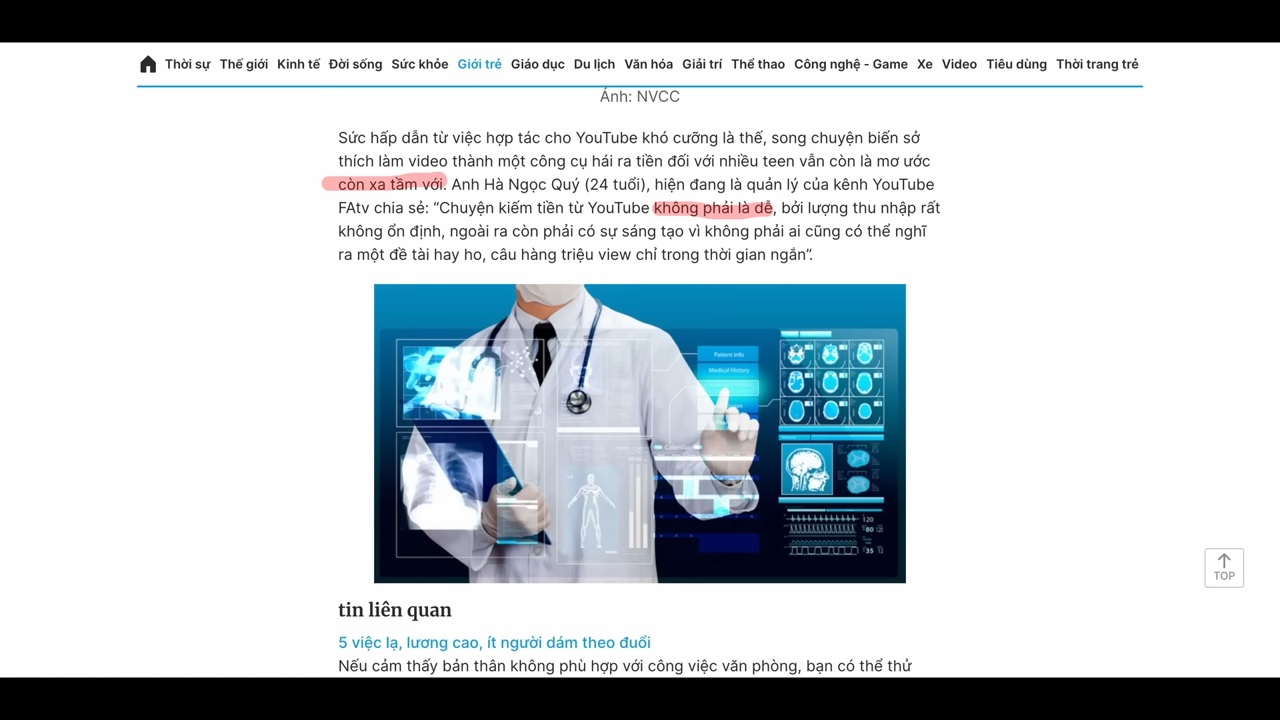 Thời sự Thế giới Kinh tế Đời sống Sức khỏe Giới trẻ Giáo dục Du lịch Văn hóa Giải trí Thể thao Công nghệ - Game Xe Video Tiêu dùng Thời trang trẻ
Ảnh: NVCC
Sức hấp dẫn từ việc hợp tác cho YouTube khó cưỡng là thế, song chuyện biến sở
thích làm video thành một công cụ hái ra tiền đối với nhiều teen vẫn còn là mơ ước
còn xa tầm với. Anh Hà Ngọc Quý (24 tuổi), hiện đang là quản lý của kênh YouTube
FAtv chia sẻ: “Chuyện kiếm tiền từ YouTube không phải là dễ, bởi lượng thu nhập rất
không ổn định, ngoài ra còn phải có sự sáng tạo vì không phải ai cũng có thể nghĩ
ra một đề tài hay ho, câu hàng triệu view chỉ trong thời gian ngắn”.
Patient info
Medical History
Calendar
120
80
35
TOP
tin liên quan
5 việc lạ, lương cao, ít người dám theo đuổi
Nếu cảm thấy bản thân không phù hợp với công việc văn phòng, bạn có thể thử